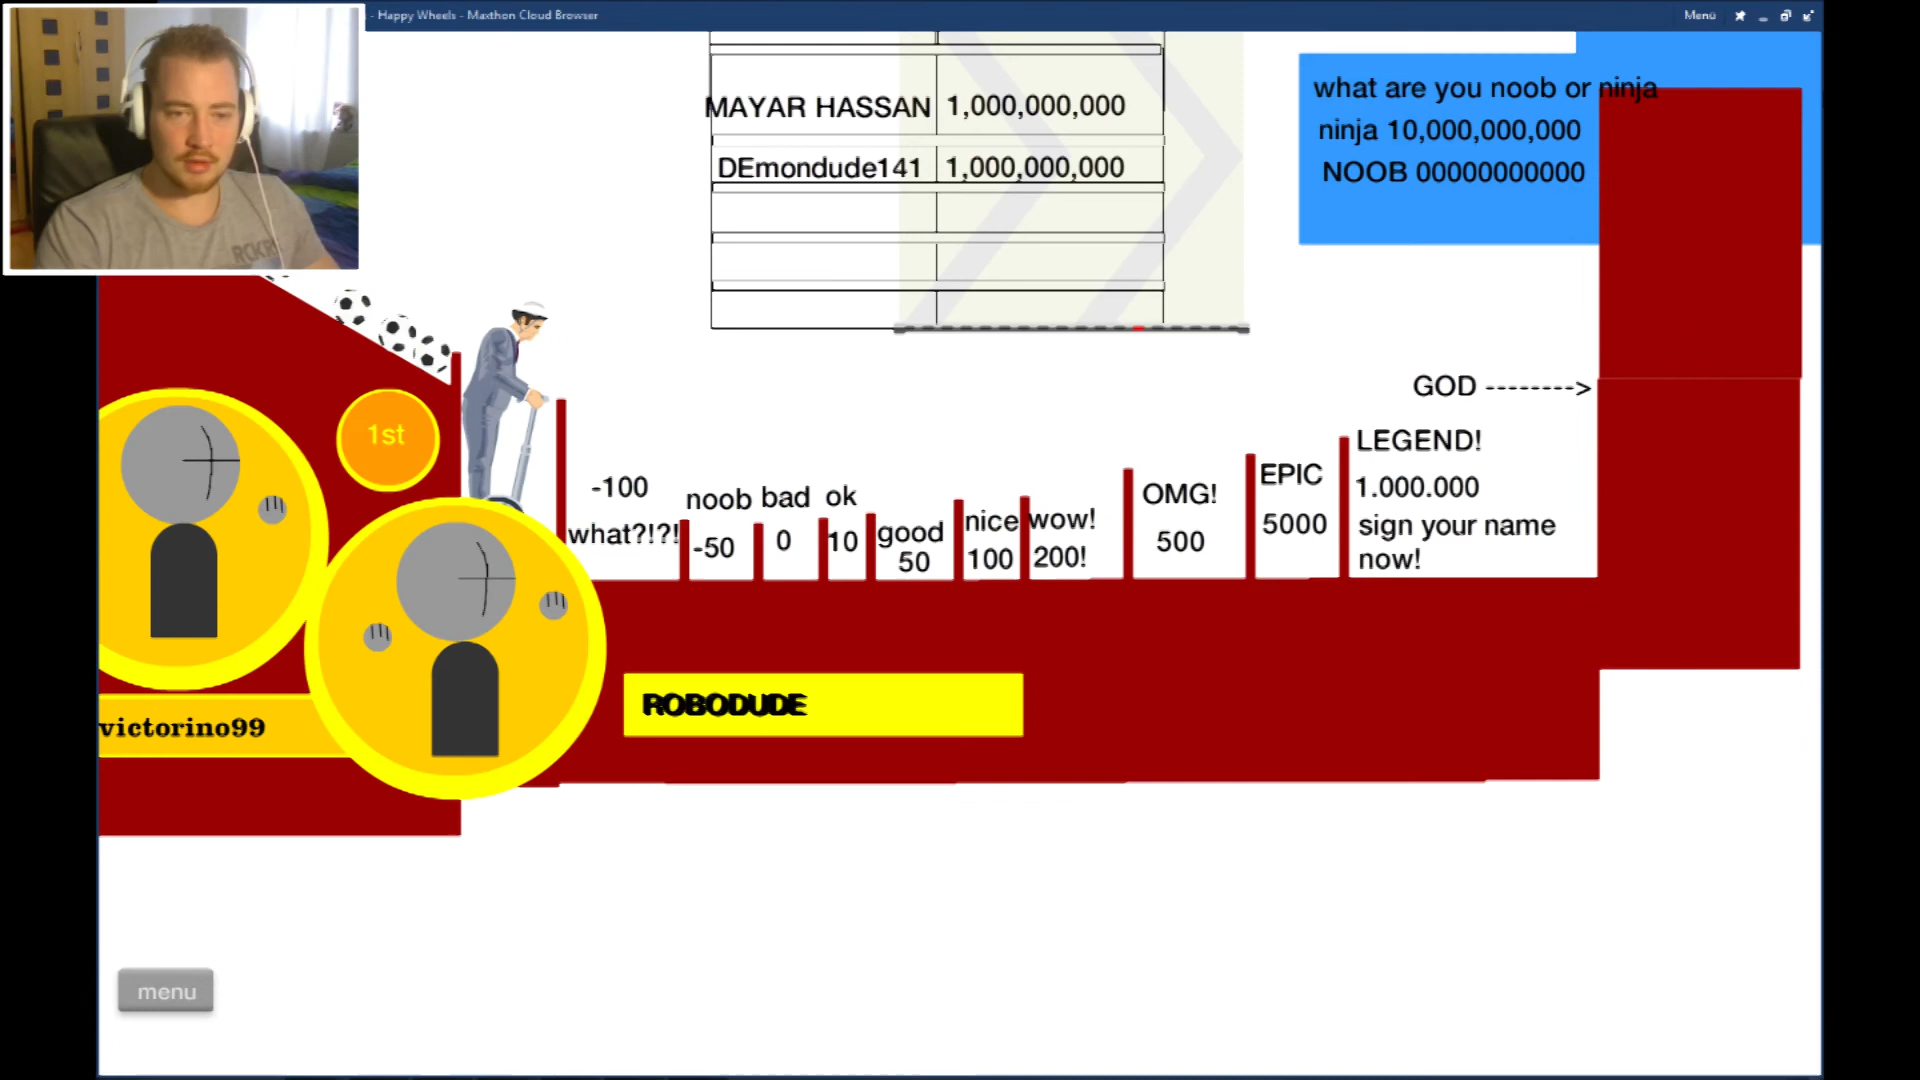 - Happy Wheels - Maxthon Cloud Browser
Menü
MAYAR HASSAN 1,000,000,000
DEmondude141 1,000,000,000
what are you noob or ninja
ninja 10,000,000,000
NOOB 00000000000
1st
GOD -------->
-100
what?!?!
noob
-50
bad
0
ok
10
good
50
nice
100
wow!
200!
OMG!
500
EPIC
5000
LEGEND!
1.000.000
sign your name
now!
victorino99
ROBODUDE
menu